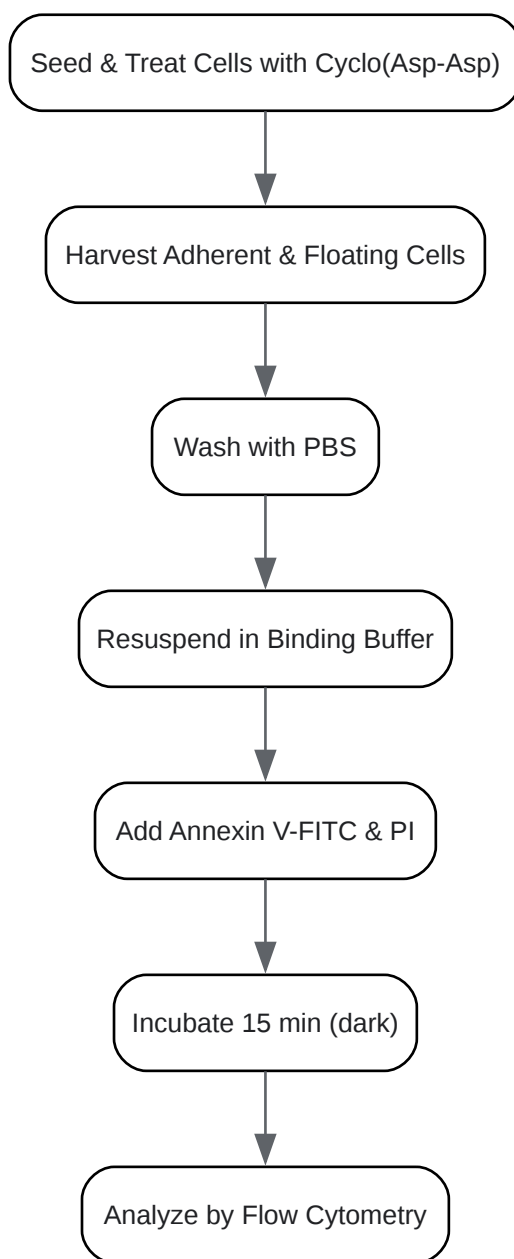 Seed & Treat Cells with Cyclo(Asp-Asp)
Harvest Adherent & Floating Cells
Wash with PBS
Resuspend in Binding Buffer
Add Annexin V-FITC & PI
Incubate 15 min (dark)
Analyze by Flow Cytometry